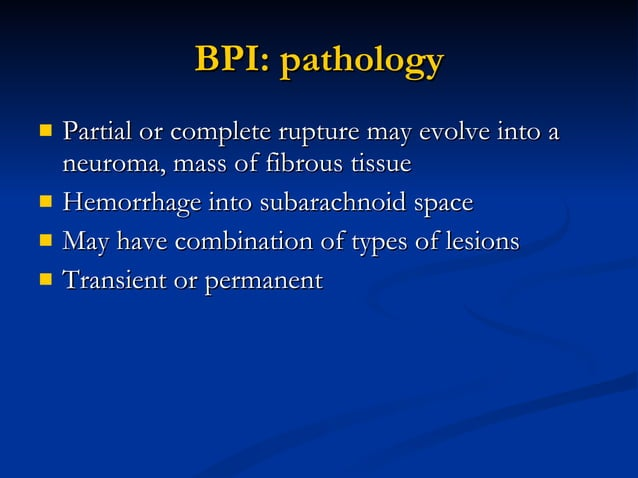 BPI: pathology
Partial or complete rupture may evolve into a
neuroma, mass of fibrous tissue
Hemorrhage into subarachnoid space
May have combination of types of lesions
Transient or permanent